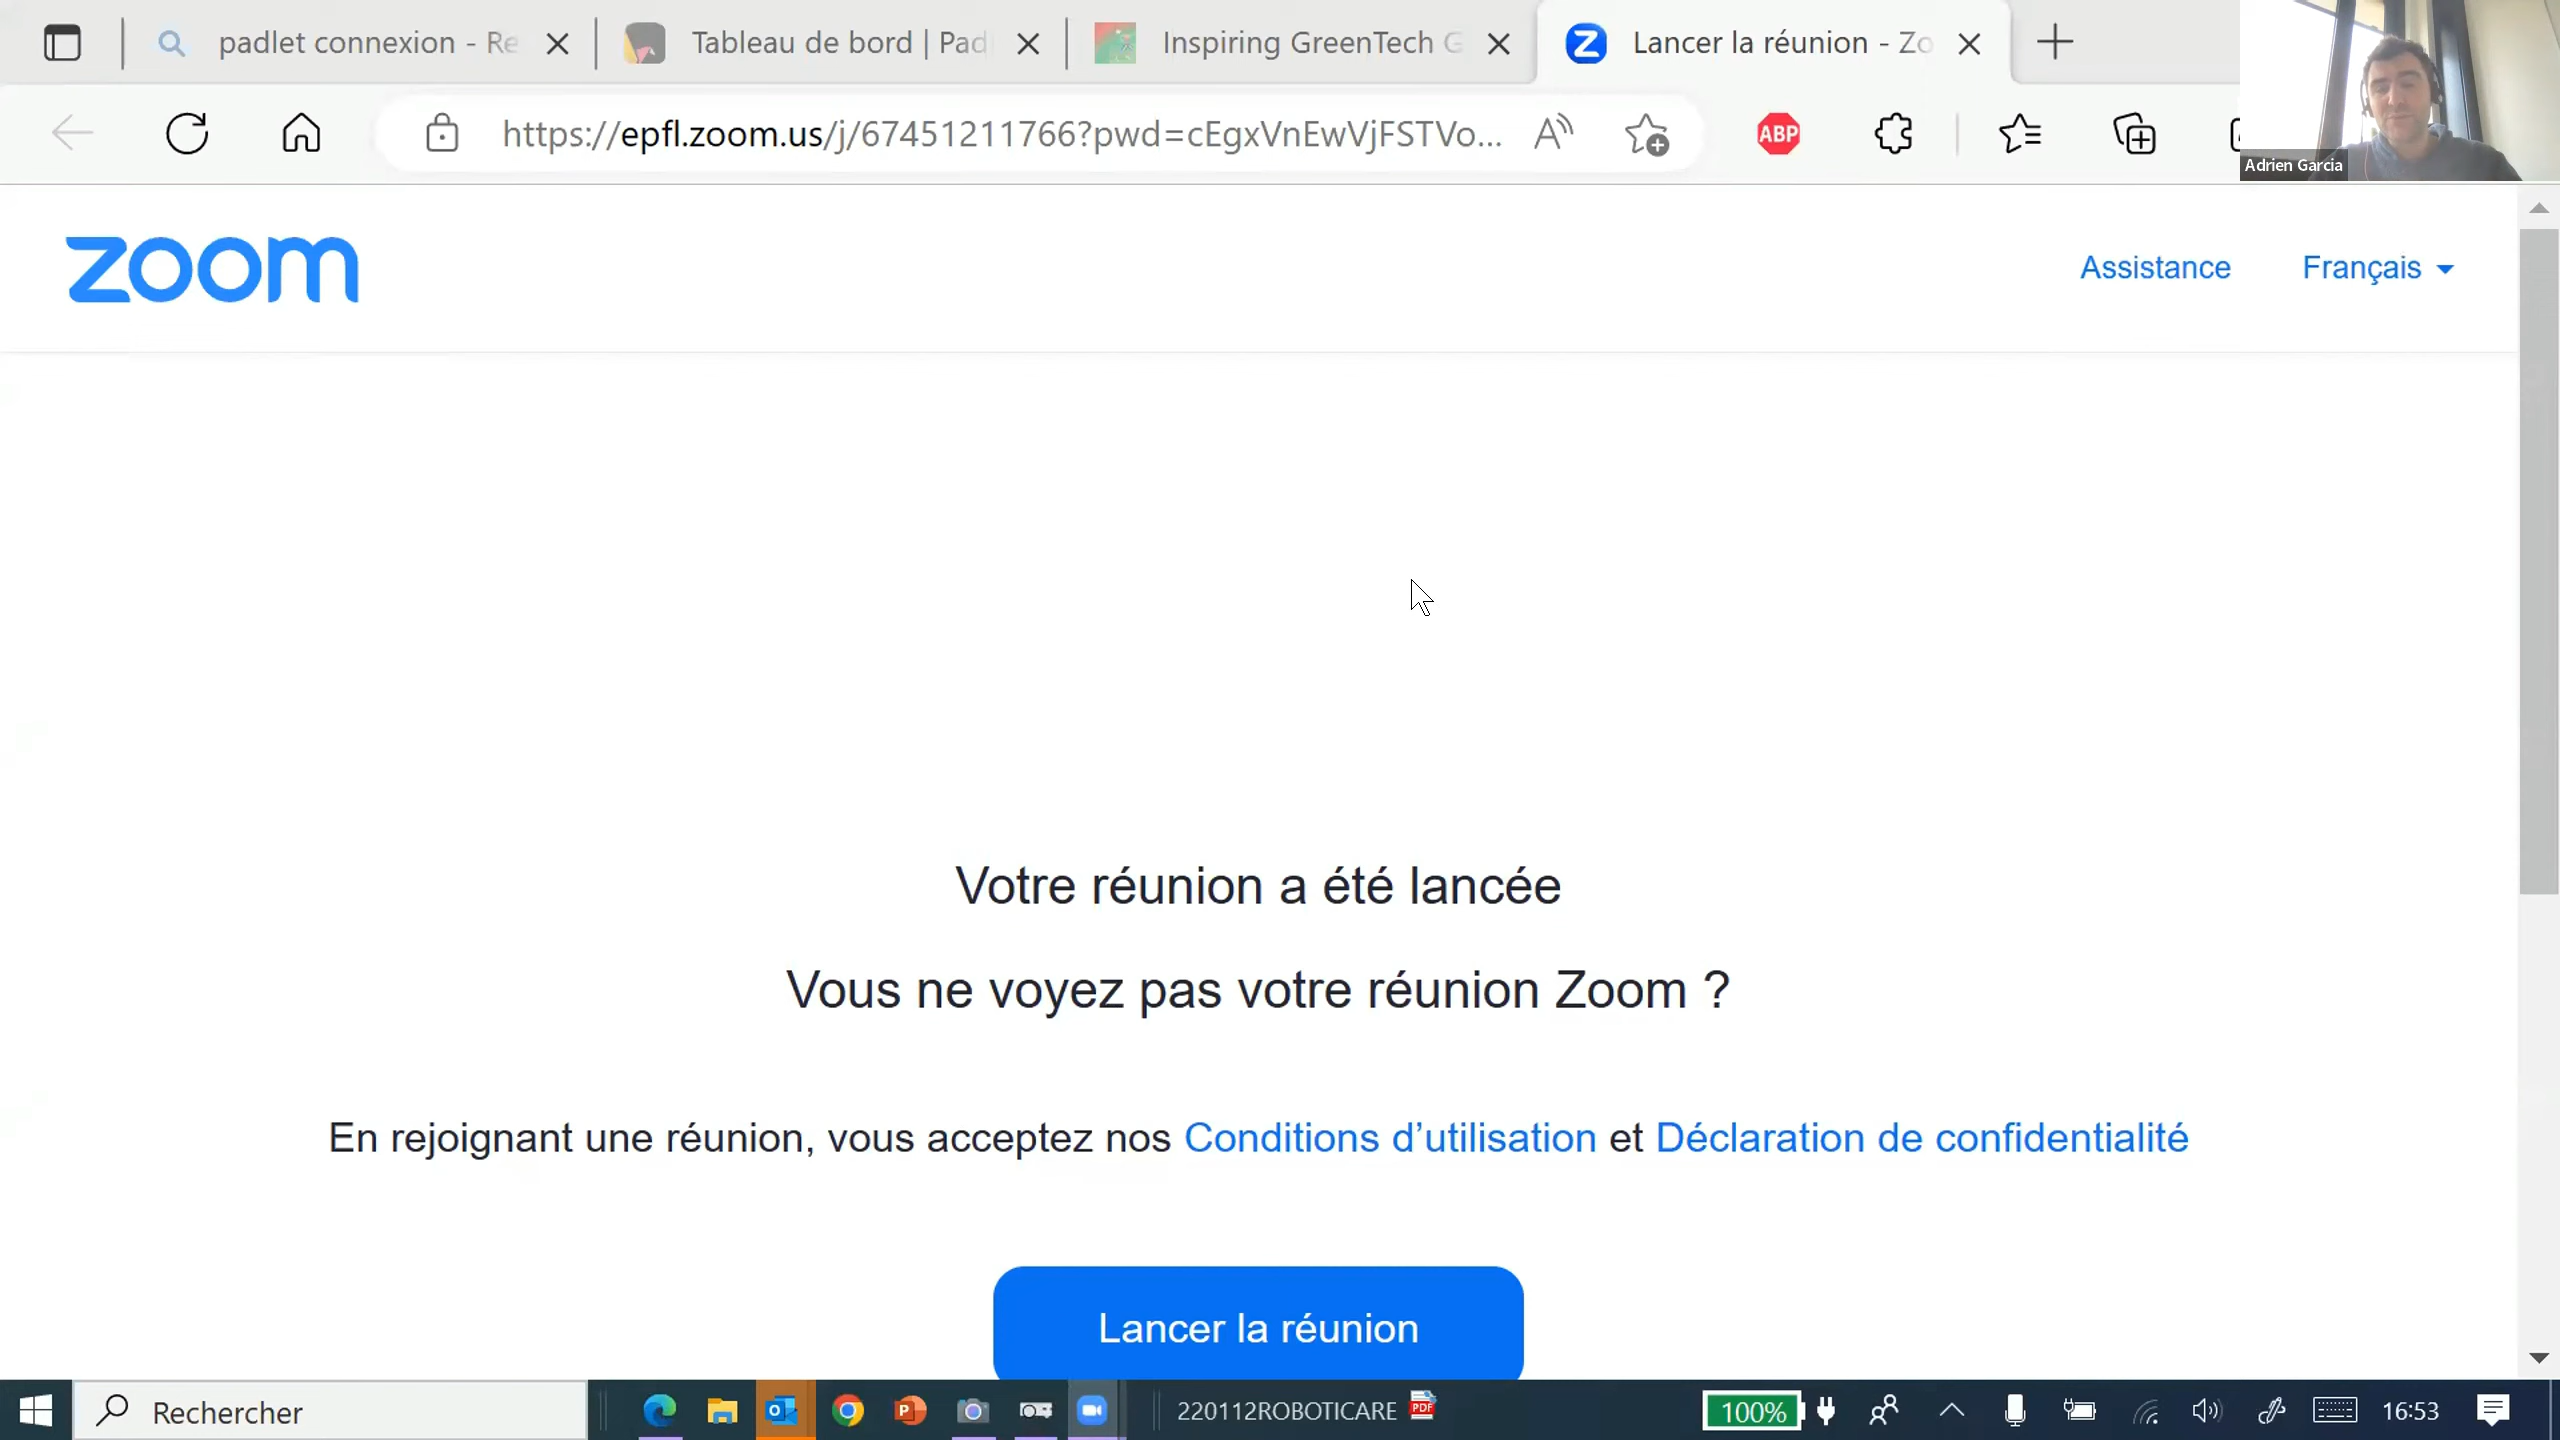 padlet connexion - Re
Tableau de bord | Pad
Inspiring GreenTech G
Lancer la réunion - Zo
https://epfl.zoom.us/j/67451211766?pwd=cEgxVnEwVjFSTVo...
ABP
Adrien Garcia
zoom
Assistance
Français
Votre réunion a été lancée
Vous ne voyez pas votre réunion Zoom ?
En rejoignant une réunion, vous acceptez nos Conditions d’utilisation et Déclaration de confidentialité
Lancer la réunion
Rechercher
220112ROBOTICARE
PDF
100%
16:53